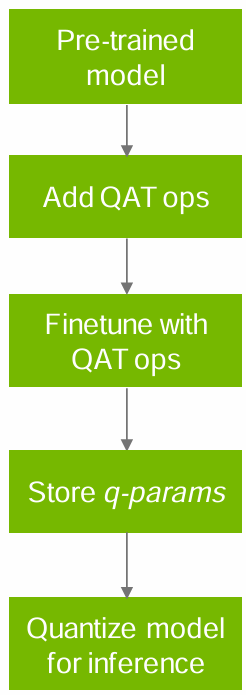 Pre-trained
model
Add QAT ops
Finetune with
QAT ops
Store q-params
Quantize model
for inference